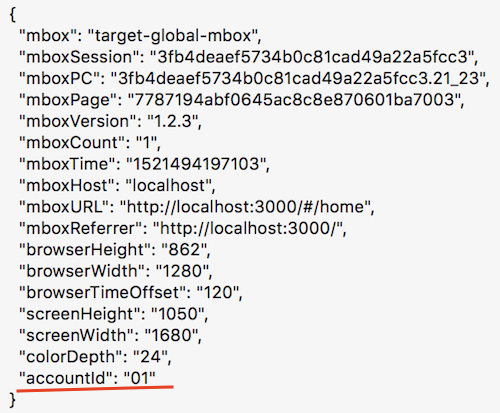 {
"mbox": "target-global-mbox",
"mboxSession": "3fb4deaef5734b0c81cad49a22a5fcc3",
"mboxPC": "3fb4deaef5734b0c81cad49a22a5fcc3.21_23",
"mboxPage": "7787194abf0645ac8c8e870601ba7003",
"mboxVersion": "1.2.3",
"mboxCount": "1",
"mboxTime": "1521494197103",
"mboxHost": "localhost",
"mboxURL": "http://localhost:3000/#/home",
"mboxReferrer": "http://localhost:3000/",
"browserHeight": "862",
"browserWidth": "1280",
"browserTimeOffset": "120",
"screenHeight": "1050",
"screenWidth": "1680",
"colorDepth": "24",
"accountId": "01"
}